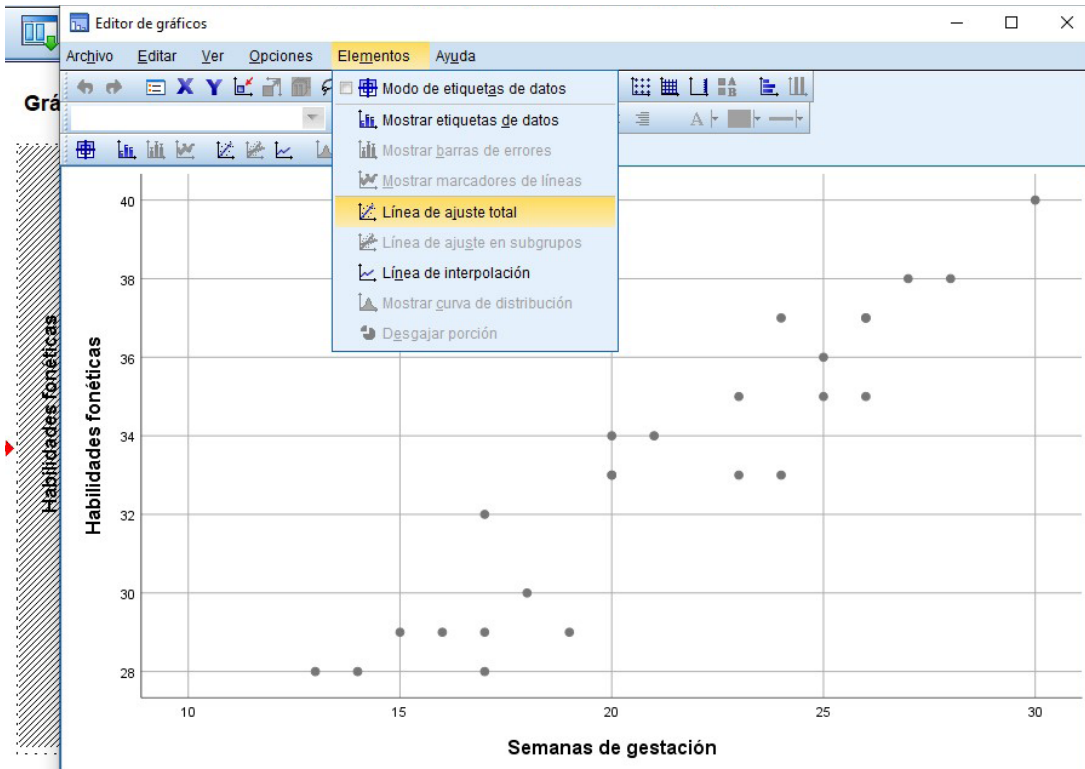 Editor de gráficos
Archivo Editar Ver Opciones Elementos Ayuda
Grá
Modo de etiquetas de datos
Mostrar etiquetas de datos
Mostrar barras de errores
Mostrar marcadores de líneas
Línea de ajuste total
Línea de ajuste en subgrupos
Línea de interpolación
Mostrar curva de distribución
Desgajar porción
Habilidades fonéticas
Habilidades fonéticas
40
38
36
34
32
30
28
10 15 20 25 30
Semanas de gestación